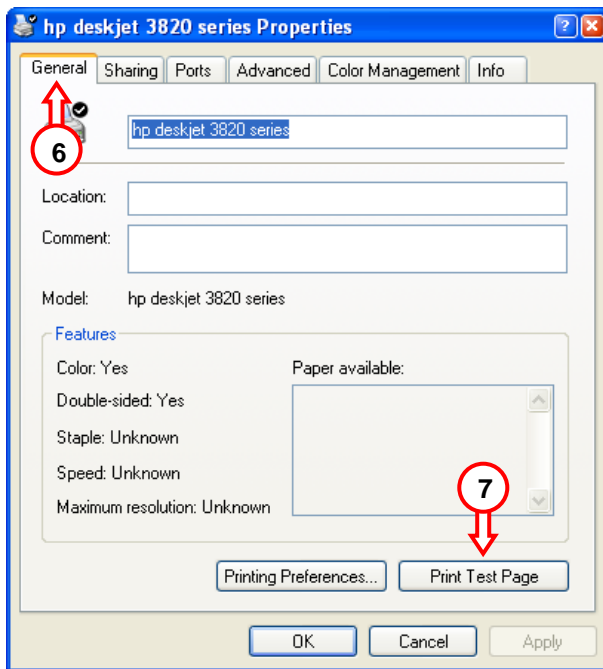 hp deskjet 3820 series Properties
General Sharing Ports Advanced Color Management Info
6
hp deskjet 3820 series
Location:
Comment:
Model: hp deskjet 3820 series
Features
Color: Yes Paper available:
Double-sided: Yes
Staple: Unknown
Speed: Unknown
7
Maximum resolution: Unknown
Printing Preferences... Print Test Page
OK Cancel Apply